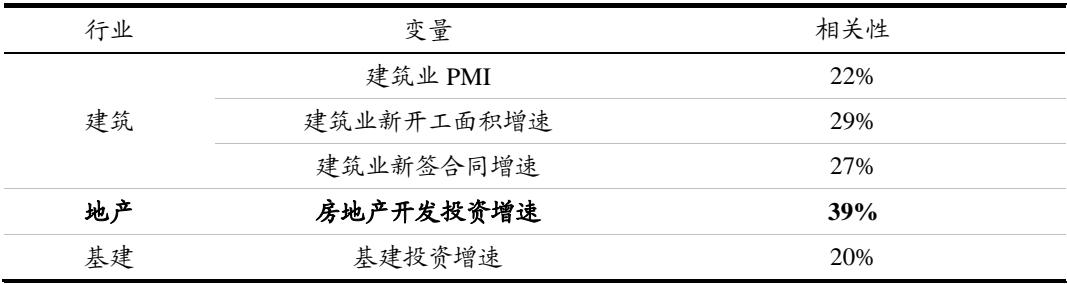 行业 变量 相关性
建筑业 PMI 22%
建筑 建筑业新开工面积增速 29%
建筑业新签合同增速 27%
地产 房地产开发投资增速 39%
基建 基建投资增速 20%